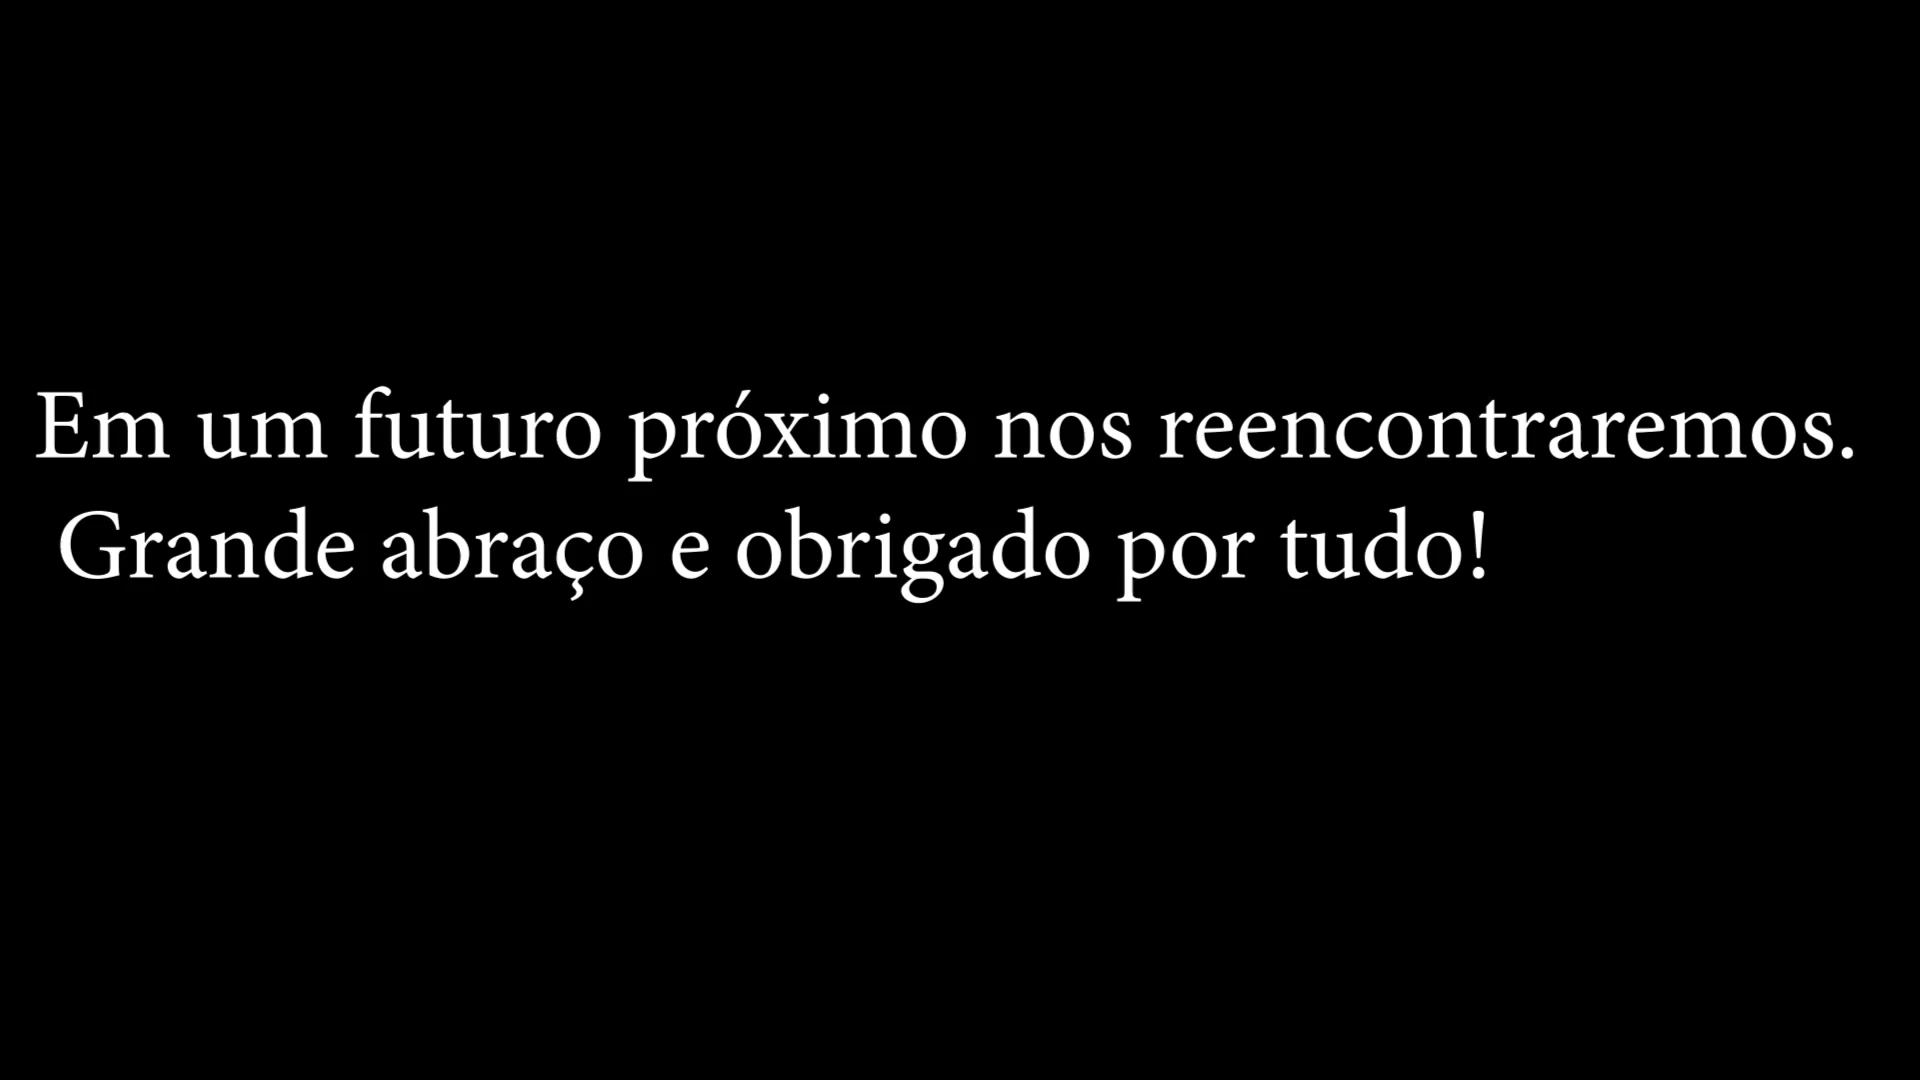 Em um futuro próximo nos reencontraremos.
Grande abraço e obrigado por tudo!